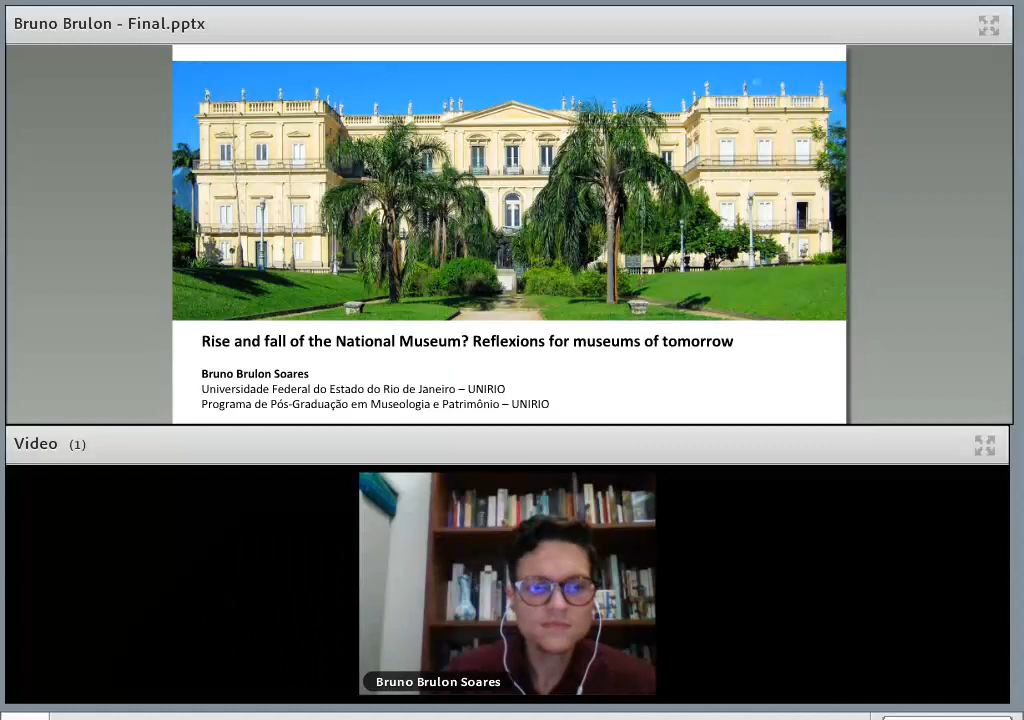 Bruno Brulon - Final.pptx
Rise and fall of the National Museum? Reflexions for museums of tomorrow
Bruno Brulon Soares
Universidade Federal do Estado do Rio de Janeiro – UNIRIO
Programa de Pós-Graduação em Museologia e Patrimônio – UNIRIO
Video (1)
Bruno Brulon Soares